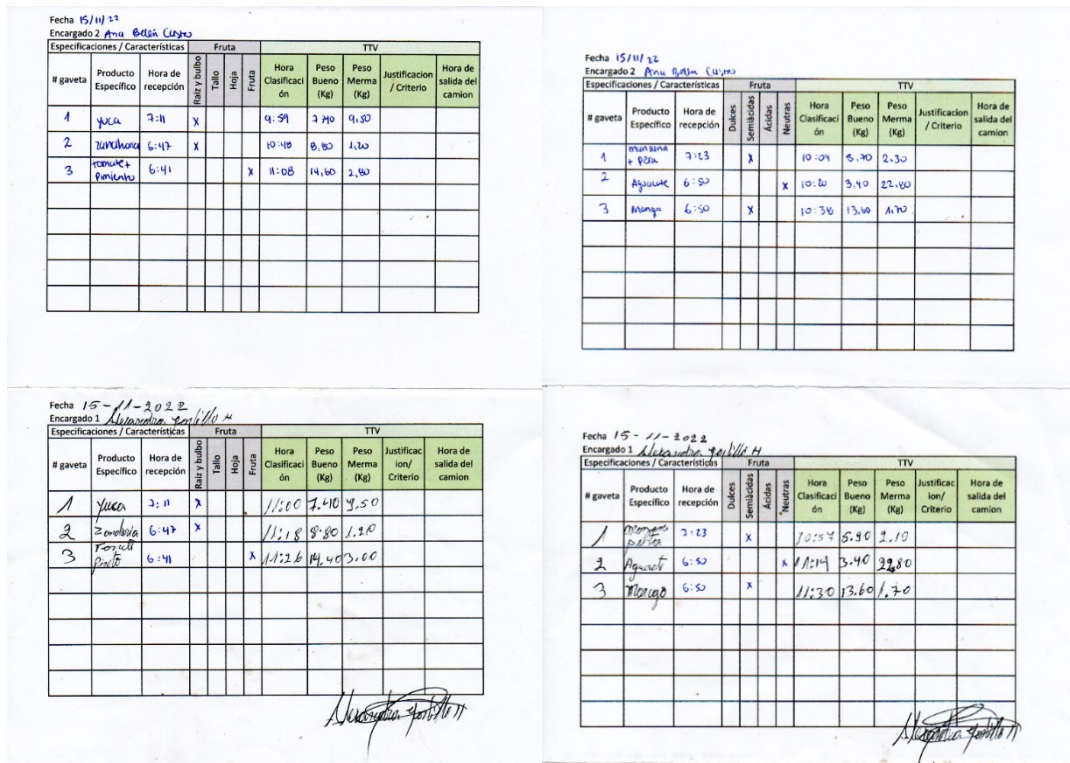 Fecha 15/11/22
Encargado 2 Ana Belén Castro
Especificaciones / Características Fruta TTV
# gaveta Producto Específico Hora de recepción Raíz y bulbo Tallo Hoja Fruta Hora Clasificación Peso Bueno (Kg) Peso Merma (Kg) Justificacion / Criterio Hora de salida del camion
1 yuca 7:11 X 9:59 7.40 9.50
2 zanahoria 6:47 X 10:48 8,80 1,20
3 tomate + Pimiento 6:41 X 11:08 14,60 2,80
Fecha 15/11/22
Encargado 2 Ana Belén Castro
Especificaciones / Características Fruta TTV
# gaveta Producto Específico Hora de recepción Dulces Semiácidas Ácidas Neutras Hora Clasificación Peso Bueno (Kg) Peso Merma (Kg) Justificacion / Criterio Hora de salida del camion
1 manzana + pera 7:23 X 10:04 5.70 2.30
2 Aguacate 6:50 X 10:20 3.40 22.80
3 Mango 6:50 X 10:38 13,60 1.70
Fecha 15-11-2022
Encargado 1 Alexandra H
Especificaciones / Características Fruta TTV
# gaveta Producto Específico Hora de recepción Raíz y bulbo Tallo Hoja Fruta Hora Clasificación Peso Bueno (Kg) Peso Merma (Kg) Justificacion/ Criterio Hora de salida del camion
1 Yuca 7:11 X 11:00 7.40 9.50
2 6:47 X 11:18 8.80 1.20
3 6:41 X 11:26 14.40 3.00
Fecha 15-11-2022
Encargado 1 Alexandra H
Especificaciones / Características Fruta TTV
# gaveta Producto Específico Hora de recepción Dulces Semiácidas Ácidas Neutras Hora Clasificación Peso Bueno (Kg) Peso Merma (Kg) Justificacion/ Criterio Hora de salida del camion
1 7:23 X 10:57 5.90 2.10
2 6:50 X 11:14 3.40 22.80
3 Mango 6:50 X 11:30 13.60 1.70